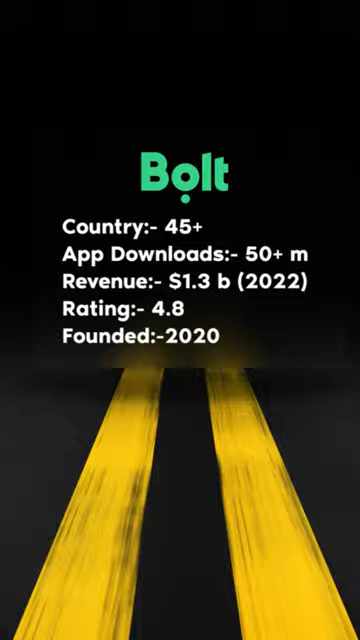 Bolt
Country:- 45+
App Downloads:- 50+ m
Revenue:- $1.3 b (2022)
Rating:- 4.8
Founded:-2020